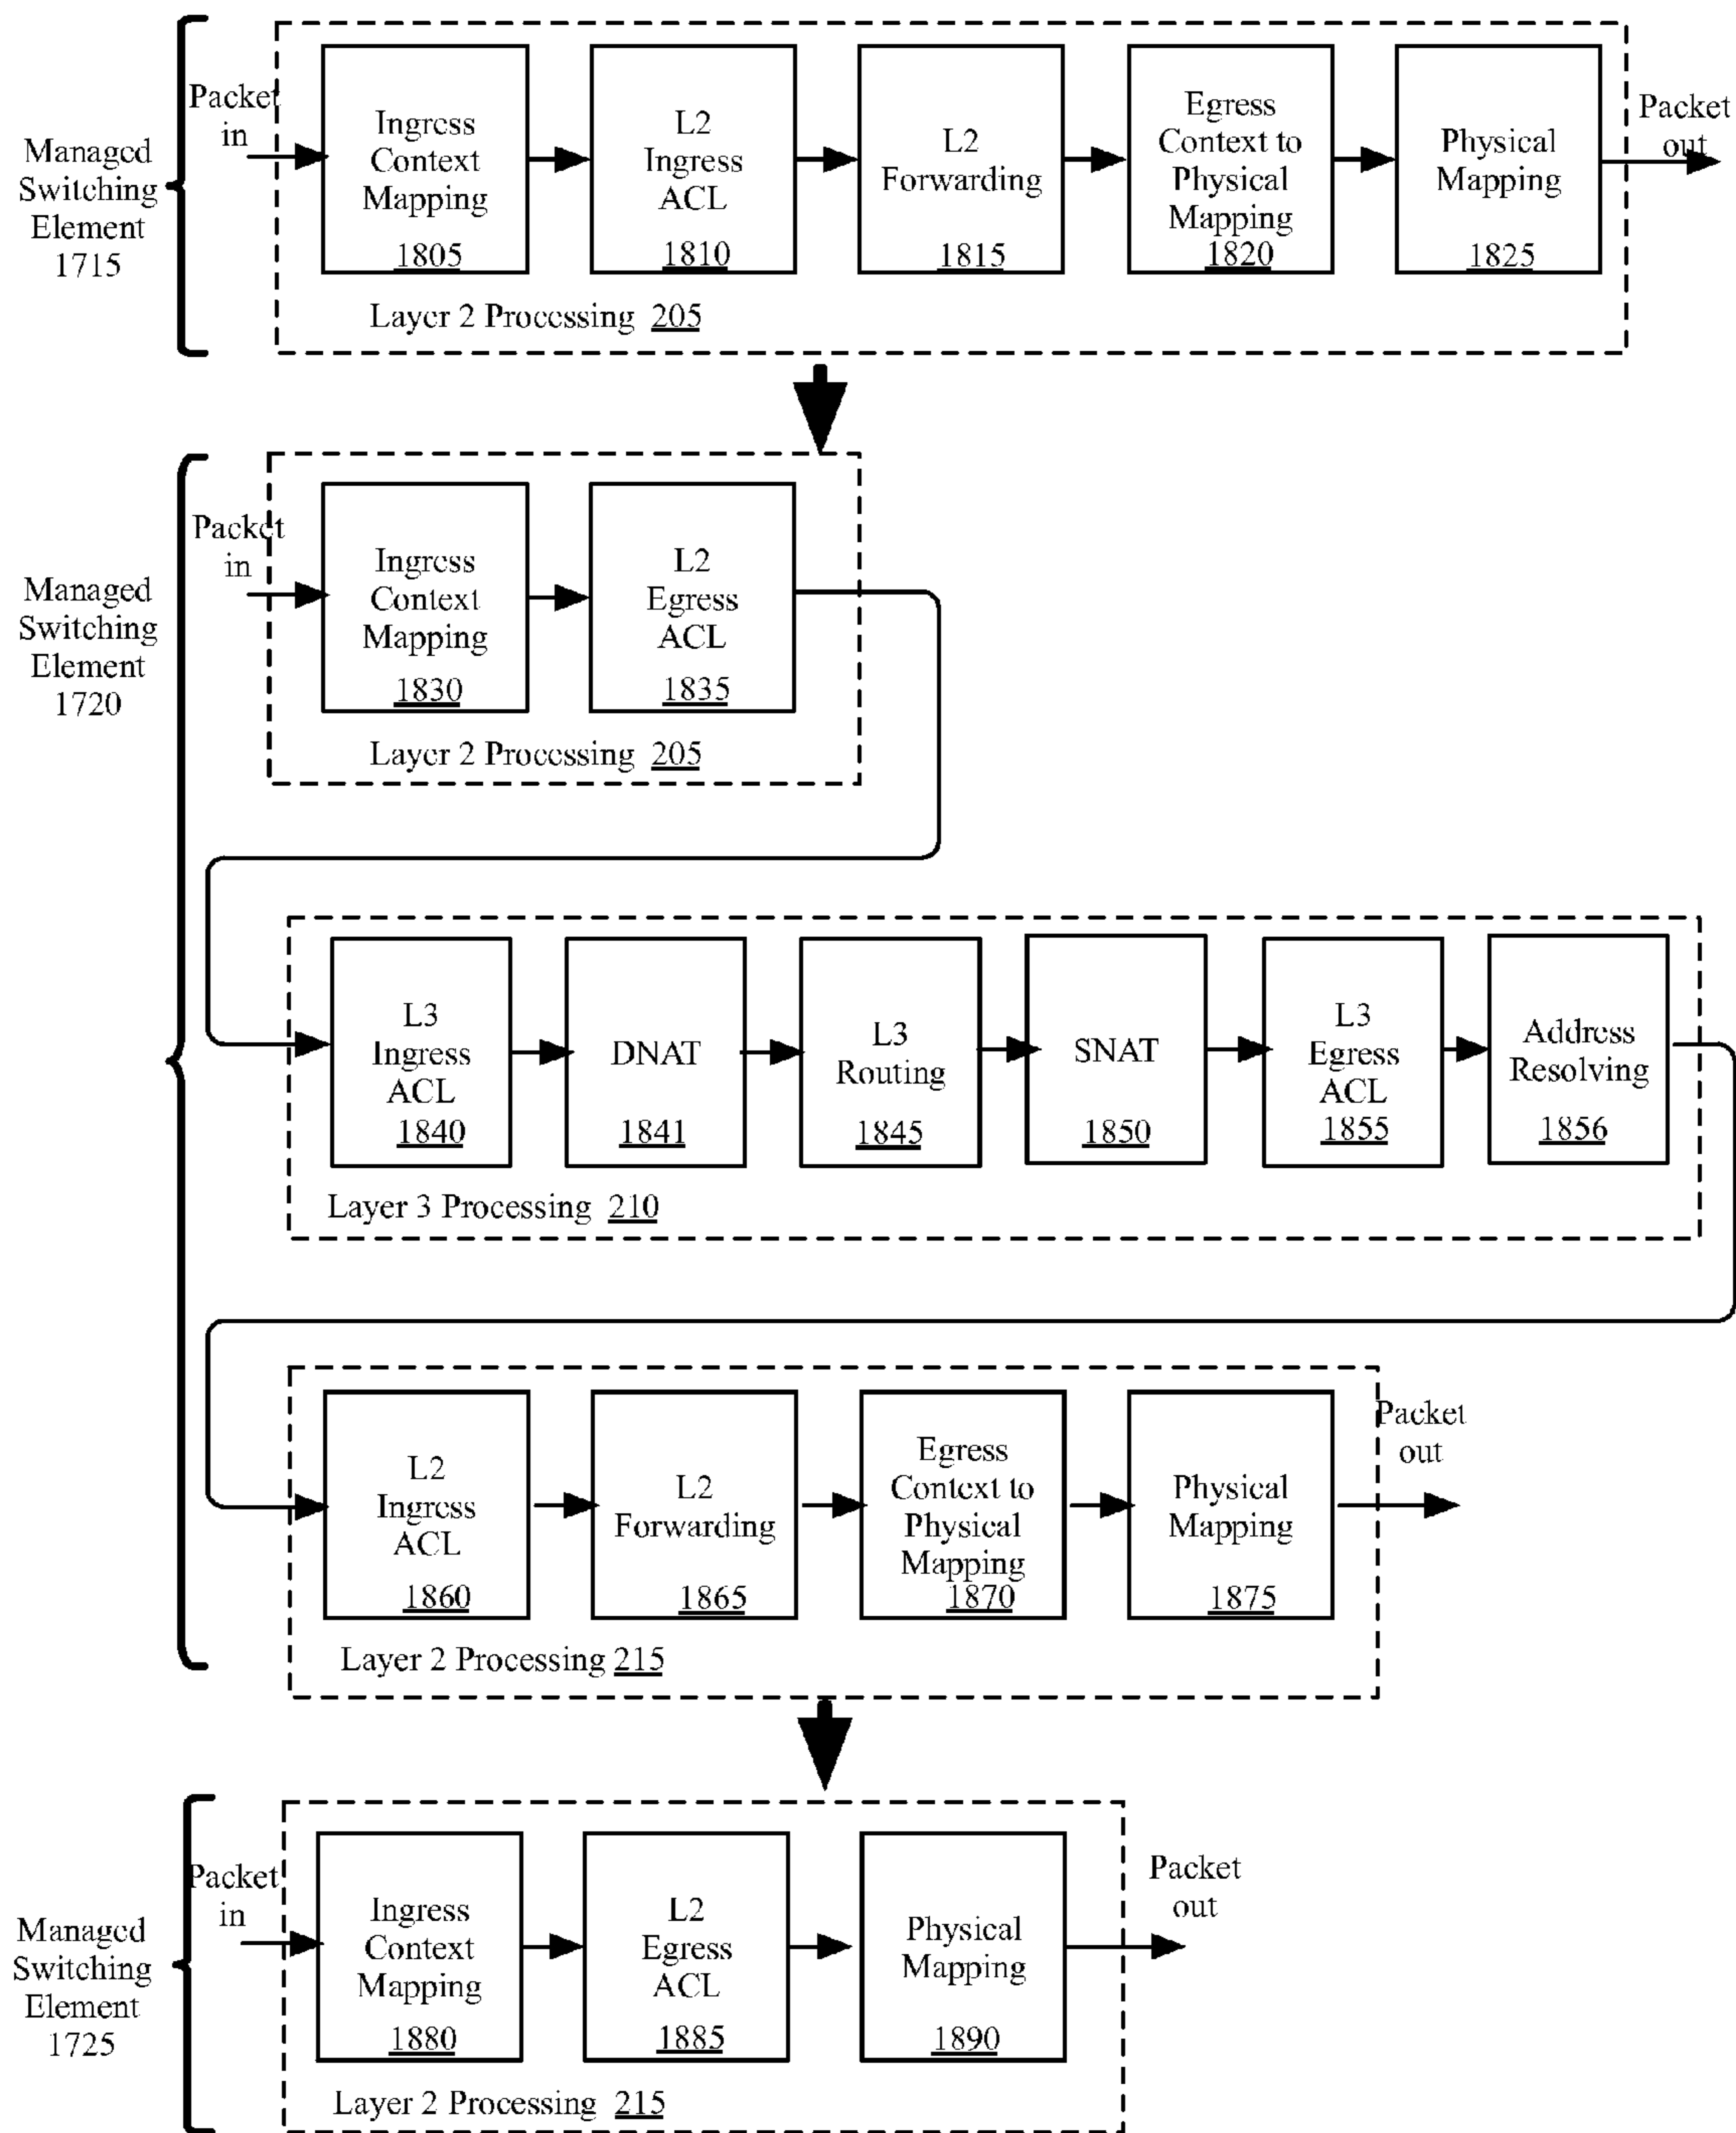 Managed
Switching
Element
1715
Packet
in
Ingress
Context
Mapping
1805
L2
Ingress
ACL
1810
L2
Forwarding
1815
Egress
Context to
Physical
Mapping
1820
Physical
Mapping
1825
Packet
out
Layer 2 Processing 205
Managed
Switching
Element
1720
Packet
in
Ingress
Context
Mapping
1830
L2
Egress
ACL
1835
Layer 2 Processing 205
L3
Ingress
ACL
1840
DNAT
1841
L3
Routing
1845
SNAT
1850
L3
Egress
ACL
1855
Address
Resolving
1856
Layer 3 Processing 210
L2
Ingress
ACL
1860
L2
Forwarding
1865
Egress
Context to
Physical
Mapping
1870
Physical
Mapping
1875
Packet
out
Layer 2 Processing 215
Managed
Switching
Element
1725
Packet
in
Ingress
Context
Mapping
1880
L2
Egress
ACL
1885
Physical
Mapping
1890
Packet
out
Layer 2 Processing 215